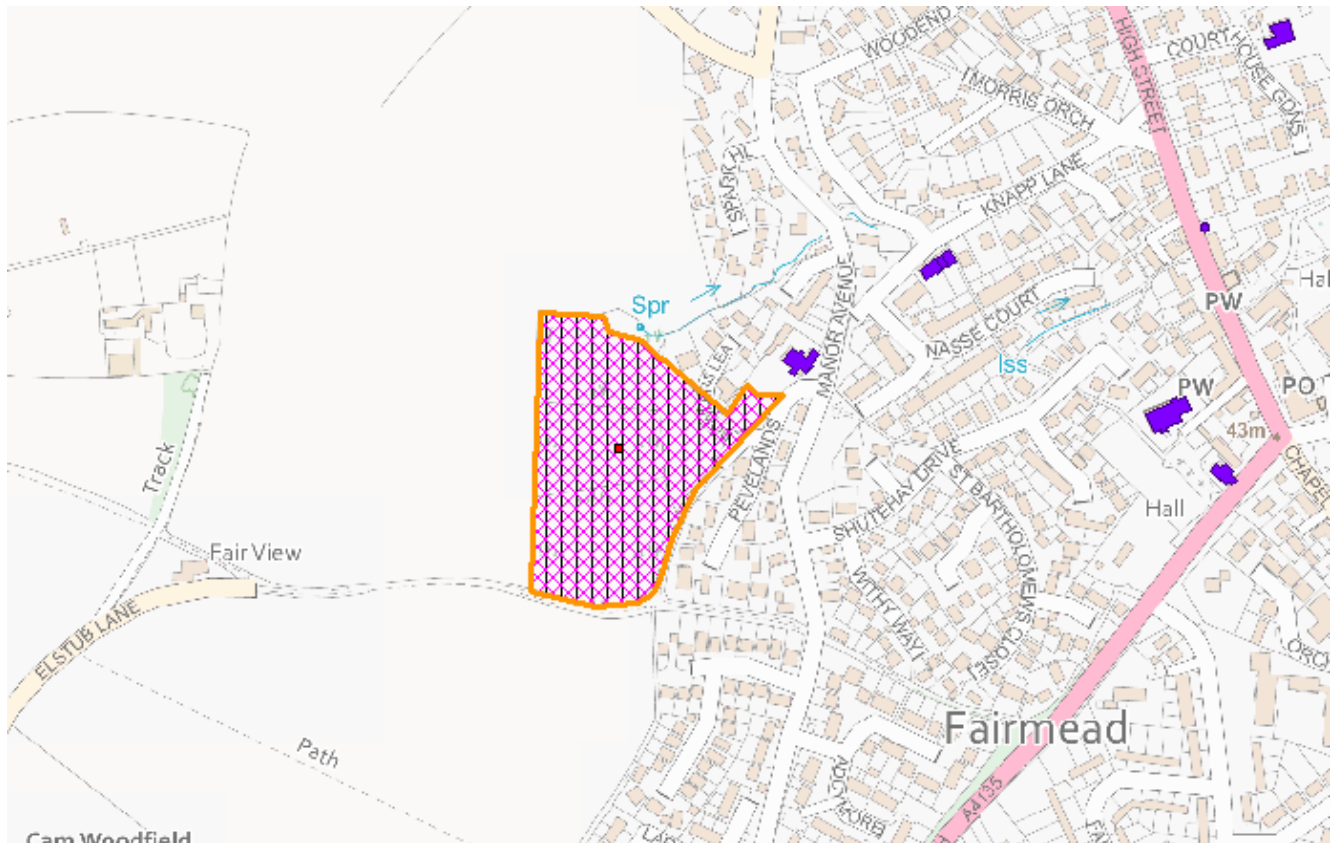 WOODEND
COURT
HOUSE GDNS
MORRIS ORCH
HIGH STREET
SPARK HL
KNAPP LANE
Spr
MANOR AVENUE
PW
NASSE COURT
Iss
PW
PO
43m
CHAPEL
PEVELANDS
SHUTEHAY DRIVE
ST BARTHOLOMEWS CLOSE
Hall
Track
Fair View
WITHY WAY
ELSTUB LANE
Fairmead
Path
A4135
Cam Woodfield